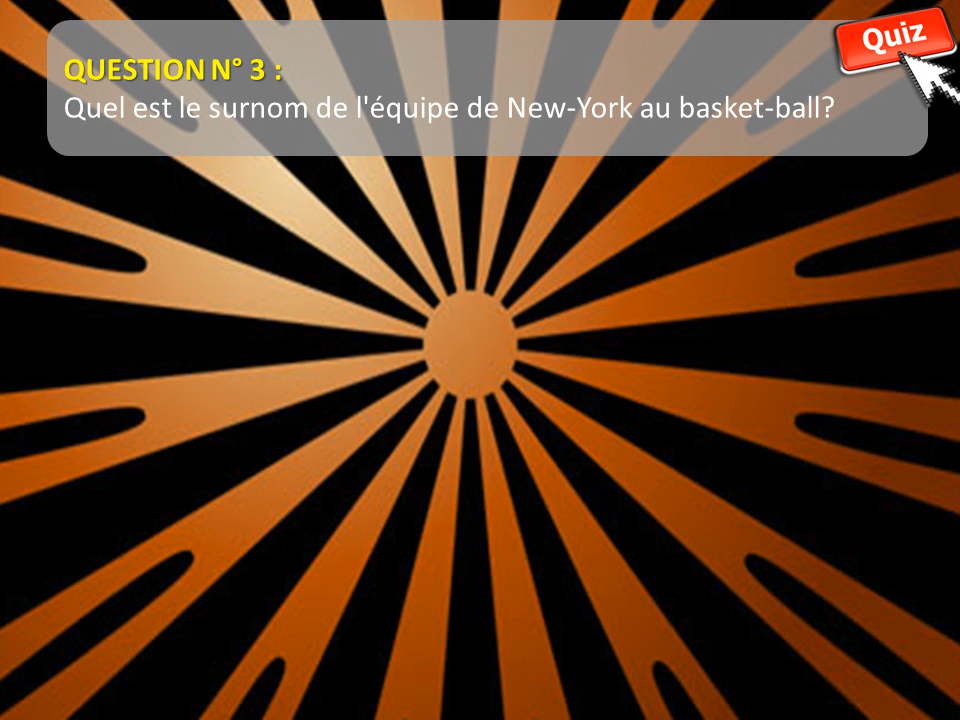 Quiz
QUESTION N° 3 :
Quel est le surnom de l'équipe de New-York au basket-ball?